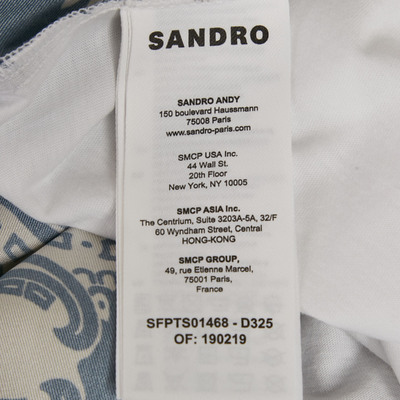 SANDRO
SANDRO ANDY
150 boulevard Haussmann
75008 Paris
www.sandro-paris.com
SMCP USA Inc.
44 Wall St.
20th Floor
New York, NY 10005
SMCP ASIA Inc.
The Centrium, Suite 3203A-5A, 32/F
60 Wyndham Street, Central
HONG-KONG
SMCP GROUP,
49, rue Etienne Marcel,
75001 Paris,
France
SFPTS01468 - D325
OF: 190219